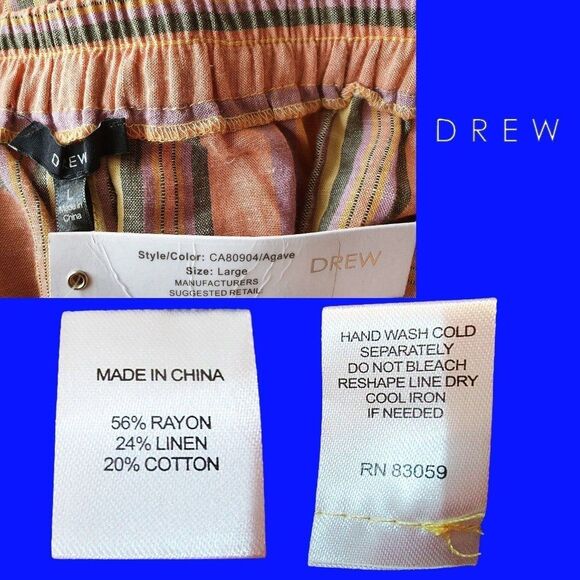 DREW
L
Made in
China
Style/Color: CA80904/Agave
Size: Large
MANUFACTURERS
SUGGESTED RETAIL
DREW
DREW
MADE IN CHINA
56% RAYON
24% LINEN
20% COTTON
HAND WASH COLD
SEPARATELY
DO NOT BLEACH
RESHAPE LINE DRY
COOL IRON
IF NEEDED
RN 83059